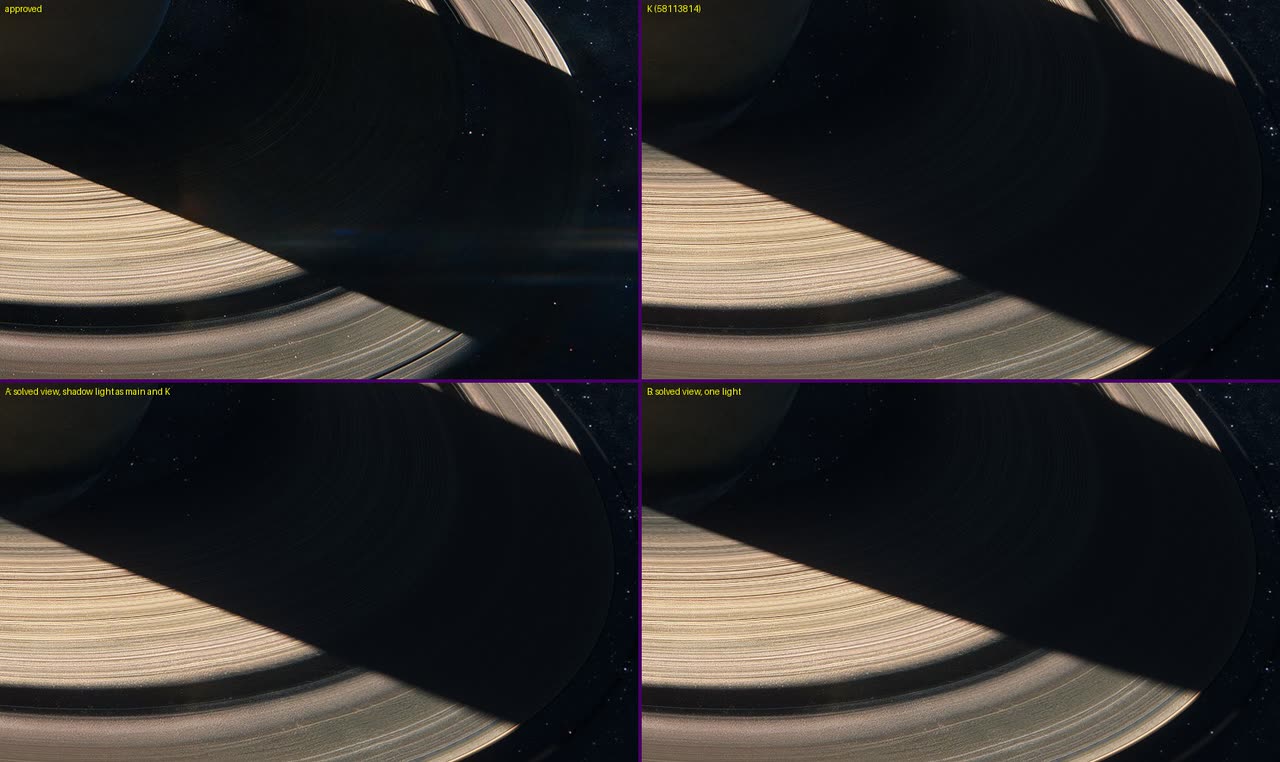 approved
K (58113814)
A: solved view, shadow light as main and K
B: solved view, one light